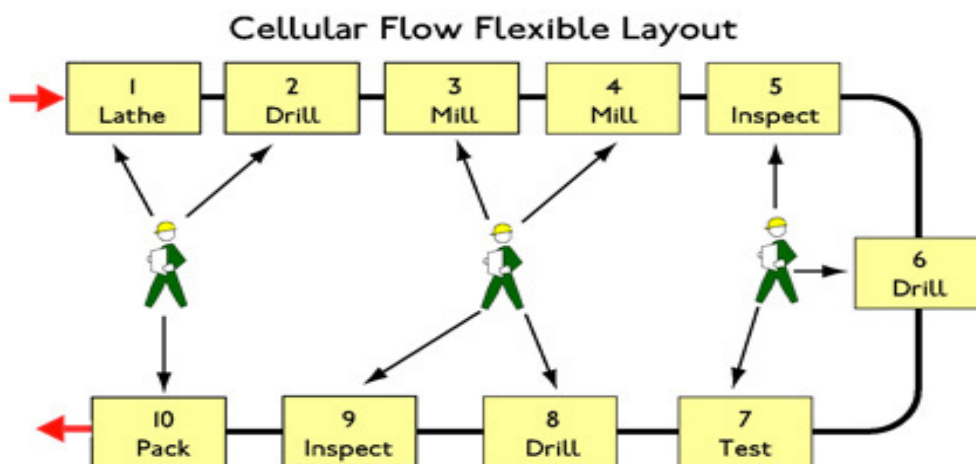 Cellular Flow Flexible Layout
1
Lathe
2
Drill
3
Mill
4
Mill
5
Inspect
6
Drill
7
Test
8
Drill
9
Inspect
10
Pack